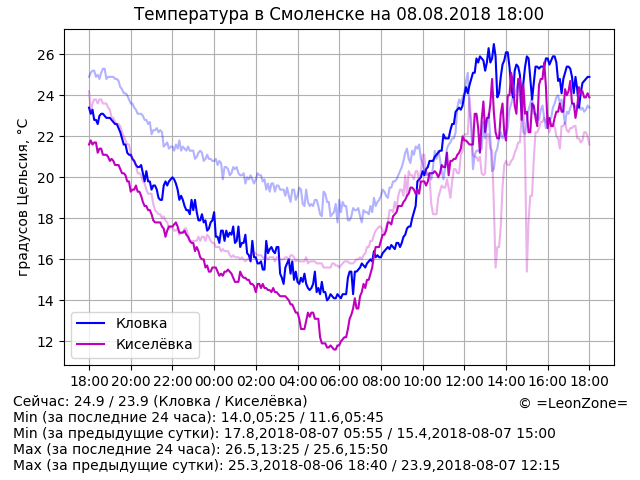 Температура в Смоленске на 08.08.2018 18:00
градусов Цельсия, °C
26
24
22
20
18
16
14
12
Кловка
Киселёвка
18:00 20:00 22:00 00:00 02:00 04:00 06:00 08:00 10:00 12:00 14:00 16:00 18:00
Сейчас: 24.9 / 23.9 (Кловка / Киселёвка)
© =LeonZone=
Min (за последние 24 часа): 14.0,05:25 / 11.6,05:45
Min (за предыдущие сутки): 17.8,2018-08-07 05:55 / 15.4,2018-08-07 15:00
Max (за последние 24 часа): 26.5,13:25 / 25.6,15:50
Max (за предыдущие сутки): 25.3,2018-08-06 18:40 / 23.9,2018-08-07 12:15